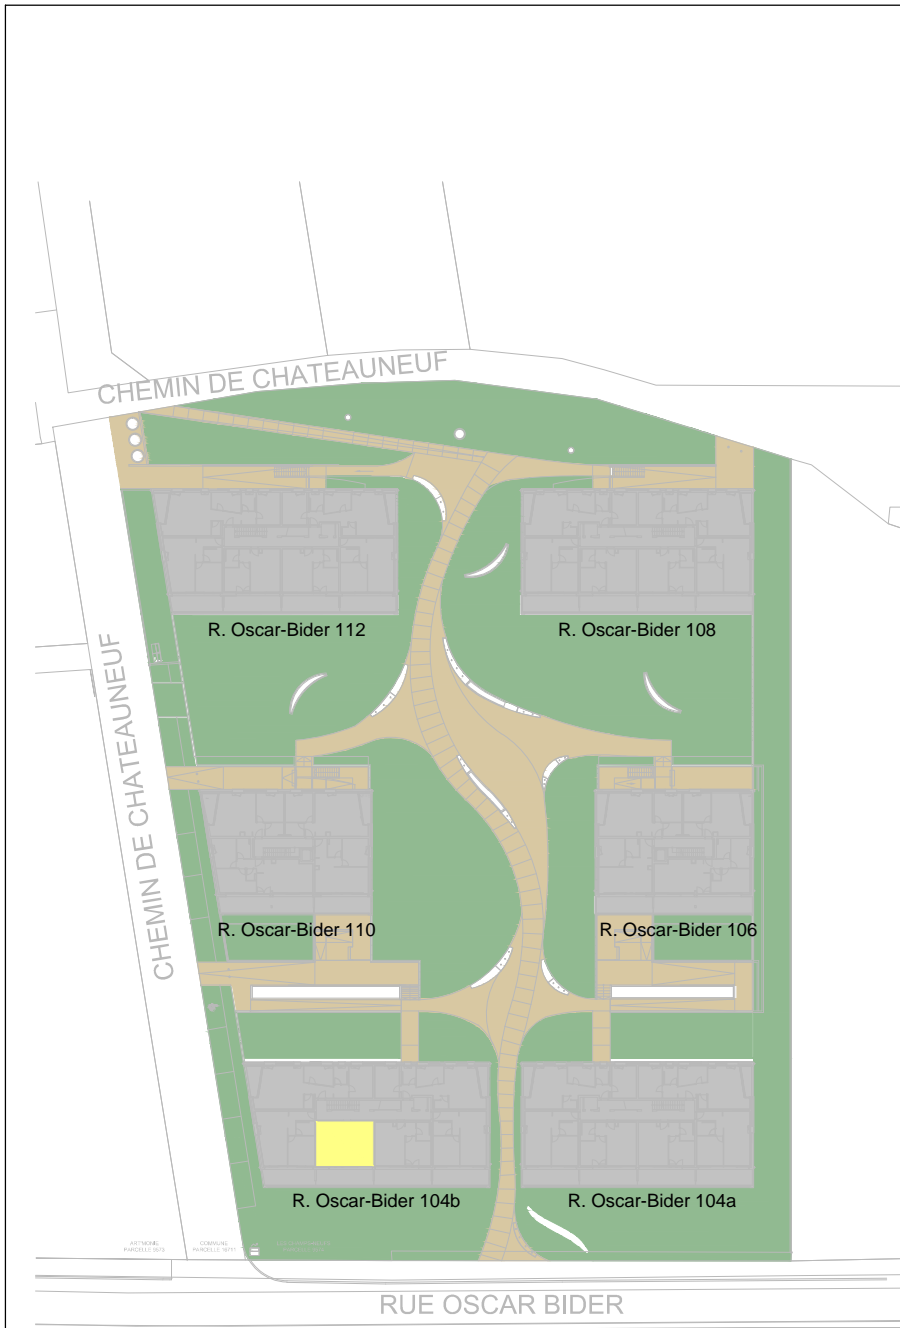 CHEMIN DE CHATEAUNEUF
R. Oscar-Bider 112
R. Oscar-Bider 108
CHEMIN DE CHATEAUNEUF
R. Oscar-Bider 110
R. Oscar-Bider 106
R. Oscar-Bider 104b
R. Oscar-Bider 104a
COMMUNE
RUE OSCAR BIDER